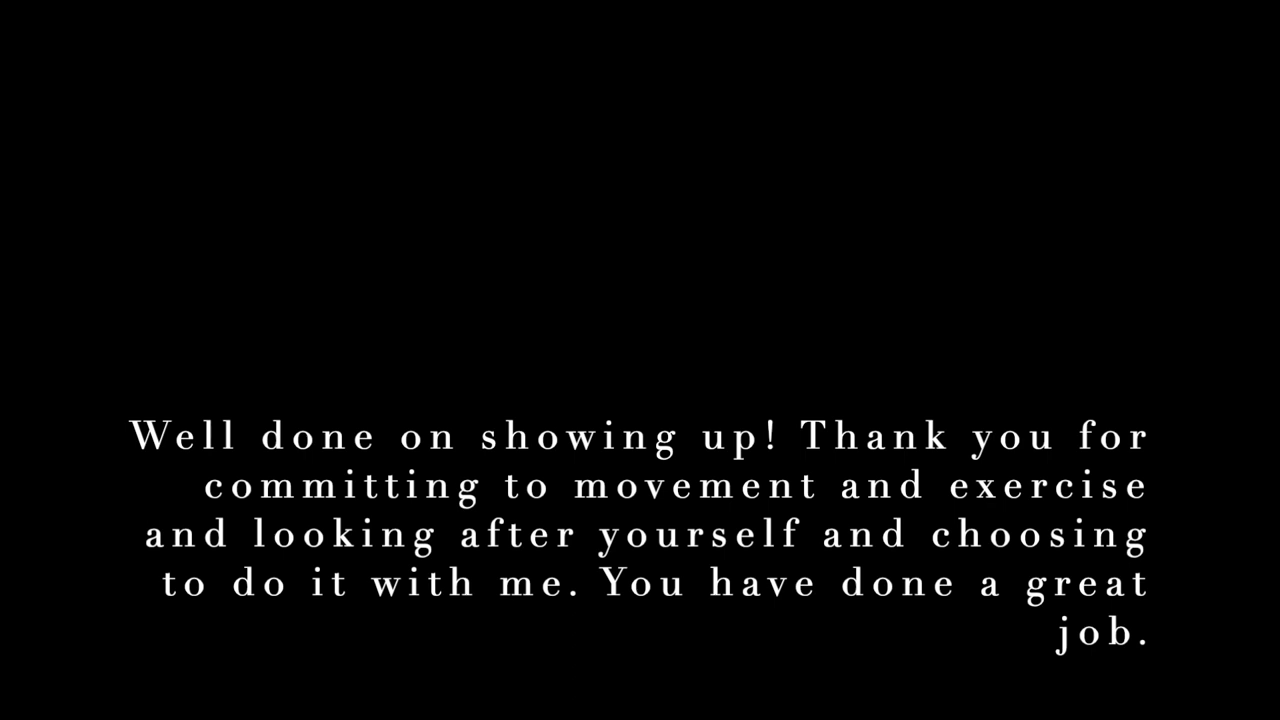 Well done on showing up! Thank you for
committing to movement and exercise
and looking after yourself and choosing
to do it with me. You have done a great
job.